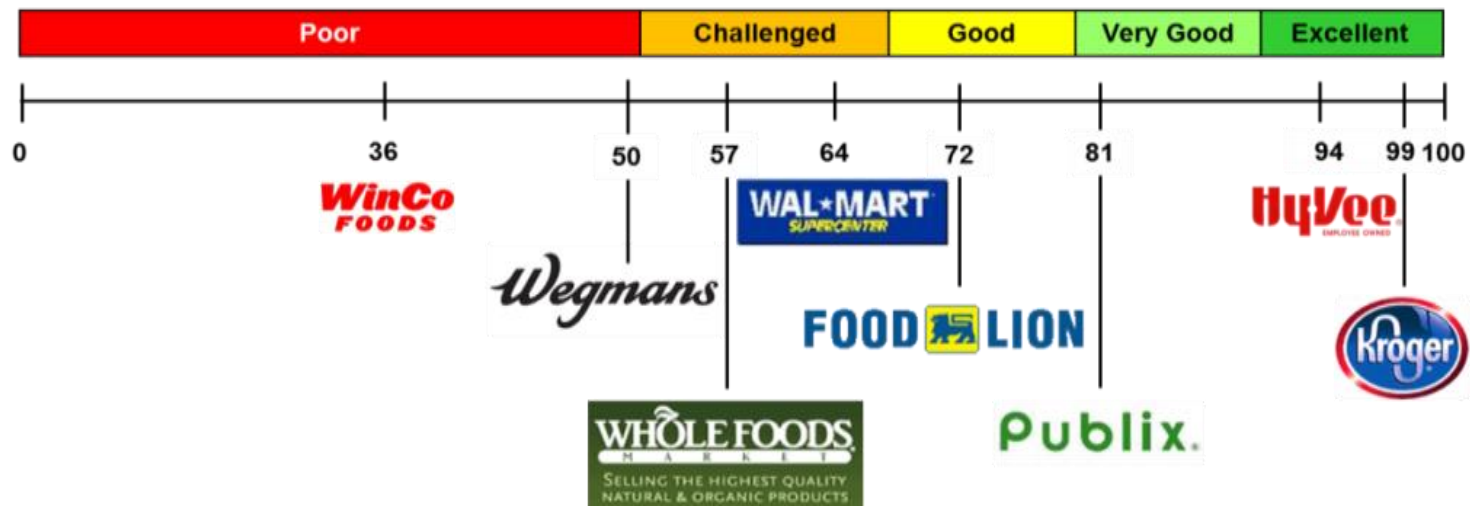 Poor Challenged Good Very Good Excellent
0 36 50 57 64 72 81 94 99 100
WinCo
FOODS
WAL★MART
SUPERCENTER
HyVee®
EMPLOYEE OWNED
Wegmans
FOOD LION
Kroger
WHOLE FOODS®
MARKET
SELLING THE HIGHEST QUALITY
NATURAL & ORGANIC PRODUCTS
Publix®